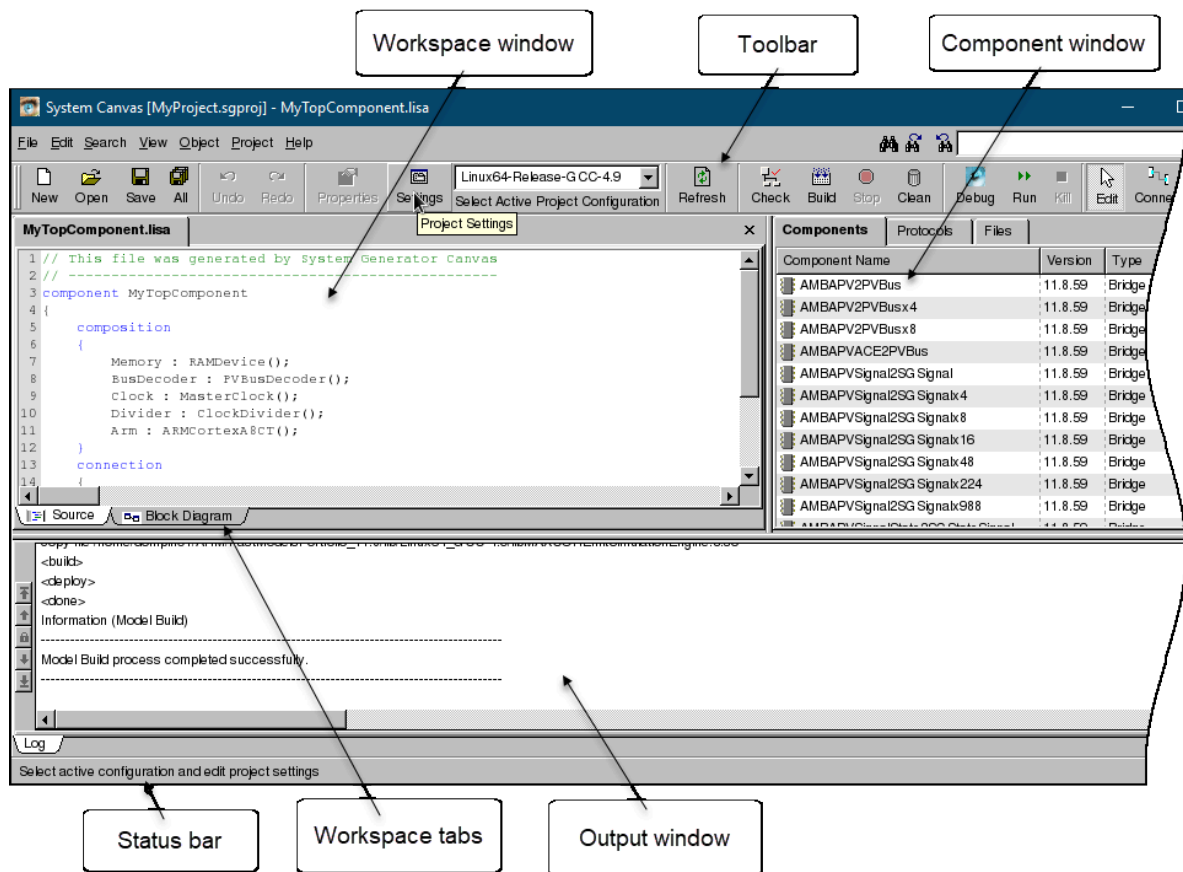 Workspace window
Toolbar
Component window
System Canvas [MyProject.sgproj] - MyTopComponent.lisa
File Edit Search View Object Project Help
Linux64-Release-GCC-4.9
New Open Save All Undo Redo Properties Settings Select Active Project Configuration Refresh Check Build Stop Clean Debug Run Kill Edit Conne
Project Settings
MyTopComponent.lisa
Components Protocols Files
Component Name Version Type
1 // This file was generated by System Generator Canvas
2 // -----------------------------------------------------
3 component MyTopComponent
4 {
5 composition
6 {
7 Memory : RAMDevice();
8 BusDecoder : PVBusDecoder();
9 Clock : MasterClock();
10 Divider : ClockDivider();
11 Arm : ARMCortexA8CT();
12 }
13 connection
14 {
Source Block Diagram
AMBAPV2PVBus 11.8.59 Bridge
AMBAPV2PVBusx4 11.8.59 Bridge
AMBAPV2PVBusx8 11.8.59 Bridge
AMBAPVACE2PVBus 11.8.59 Bridge
AMBAPVSignal2SGSignal 11.8.59 Bridge
AMBAPVSignal2SGSignalx4 11.8.59 Bridge
AMBAPVSignal2SGSignalx8 11.8.59 Bridge
AMBAPVSignal2SGSignalx16 11.8.59 Bridge
AMBAPVSignal2SGSignalx48 11.8.59 Bridge
AMBAPVSignal2SGSignalx224 11.8.59 Bridge
AMBAPVSignal2SGSignalx988 11.8.59 Bridge
<build>
<deploy>
<done>
Information (Model Build)
--------------------------------------------------------------------------------------------
Model Build process completed successfully.
--------------------------------------------------------------------------------------------
Log
Select active configuration and edit project settings
Status bar
Workspace tabs
Output window